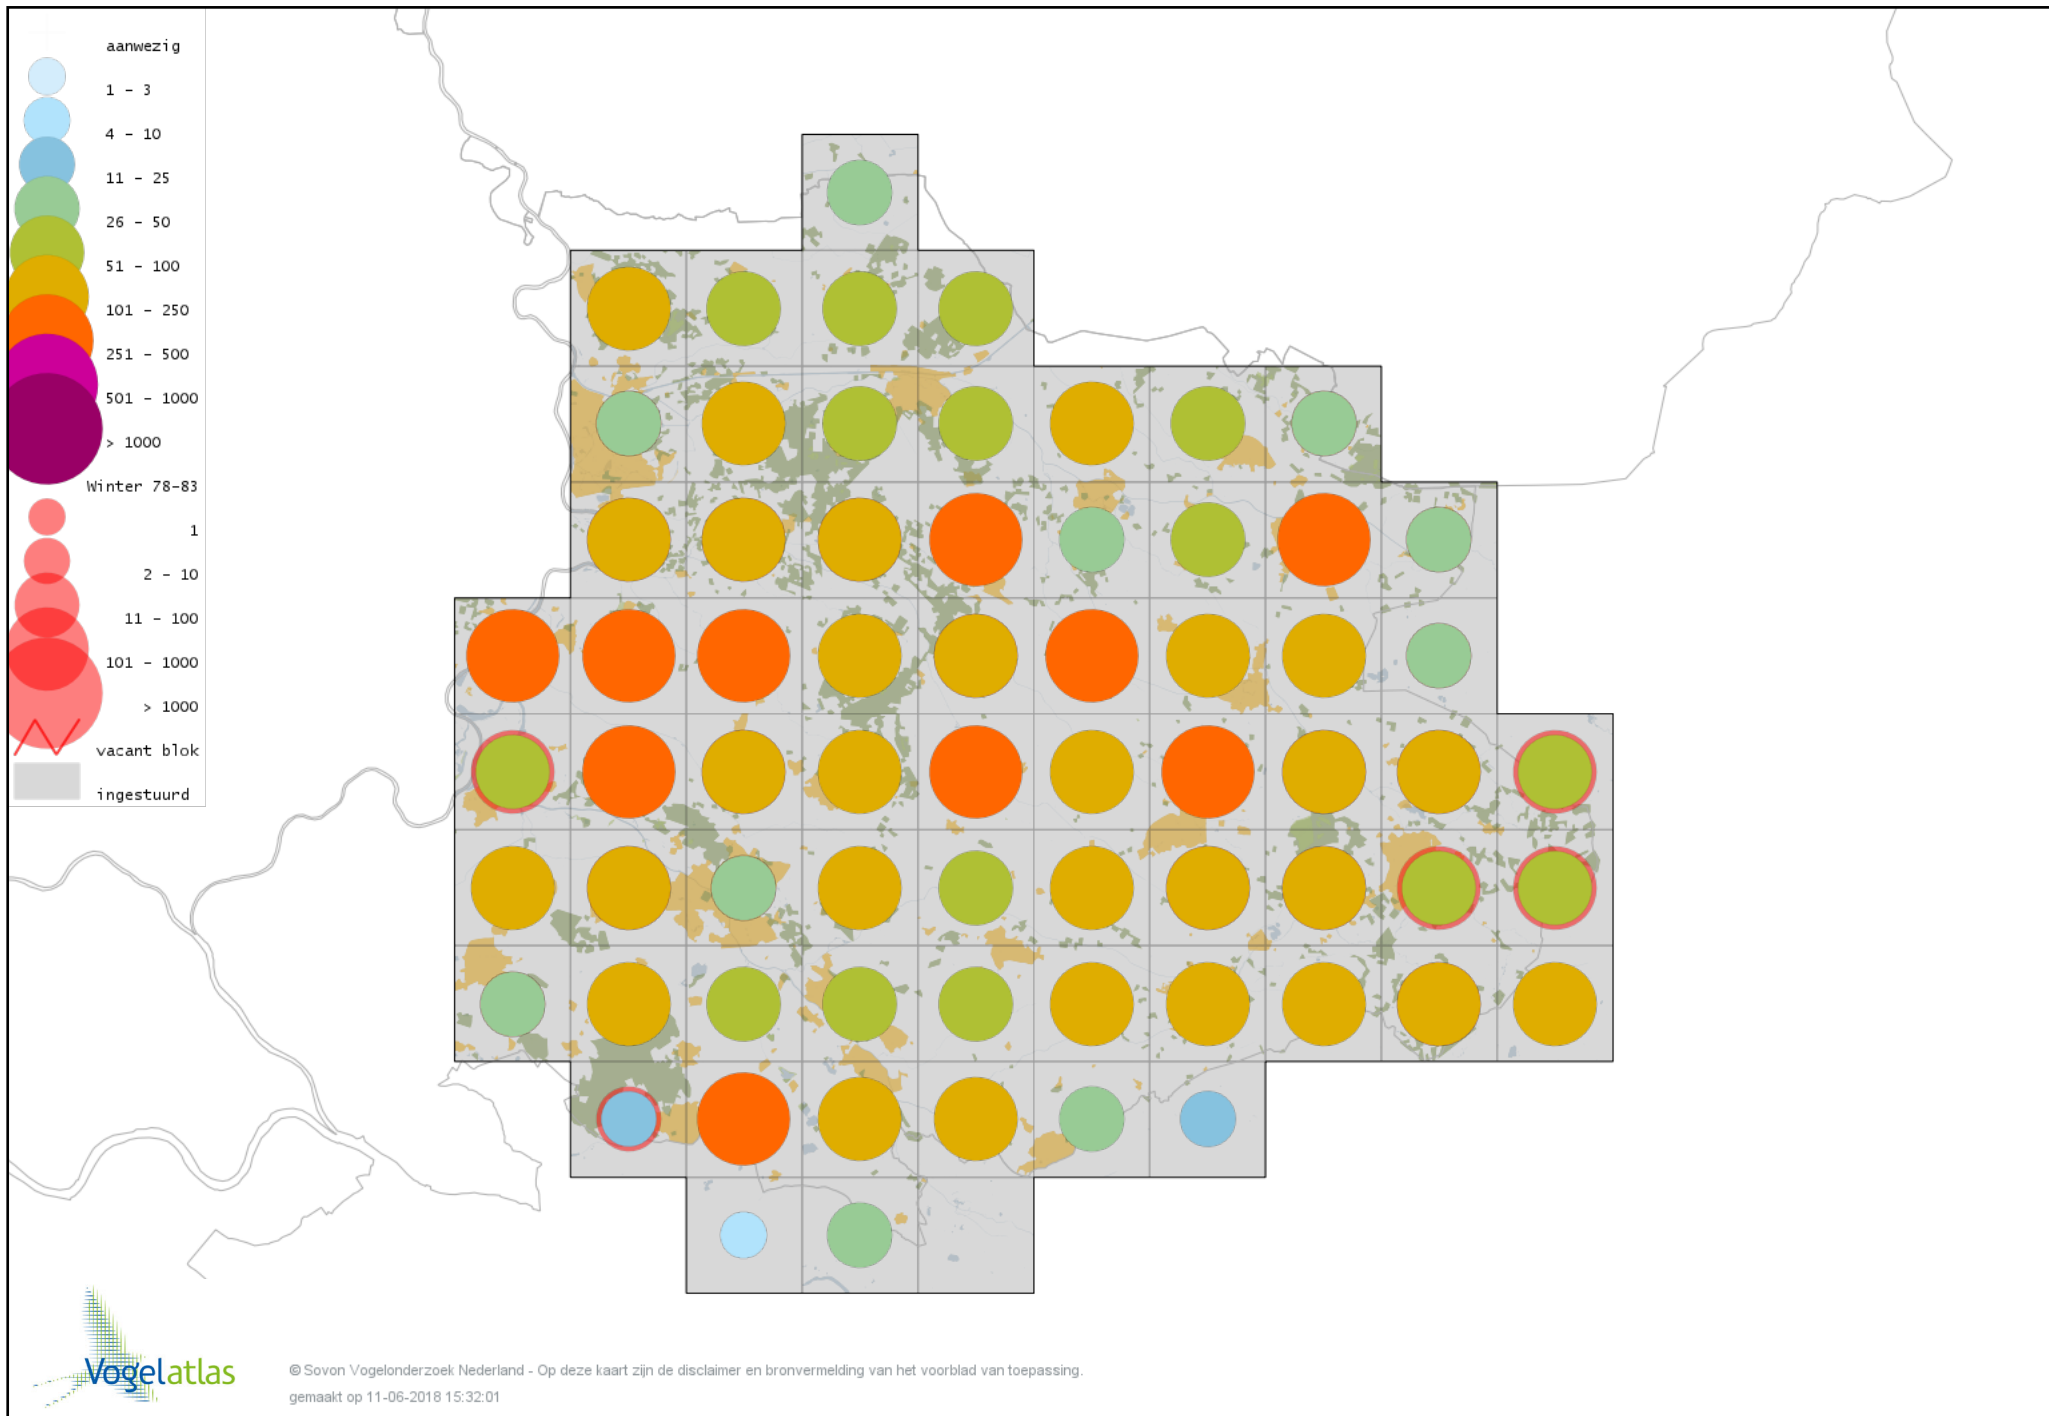 aanwezig
1 - 3
4 - 10
11 - 25
26 - 50
51 - 100
101 - 250
251 - 500
501 - 1000
> 1000
Winter 78-83
1
2 - 10
11 - 100
101 - 1000
> 1000
vacant blok
ingestuurd
Vogelatlas
© Sovon Vogelonderzoek Nederland - Op deze kaart zijn de disclaimer en bronvermelding van het voorblad van toepassing.
gemaakt op 11-06-2018 15:32:01